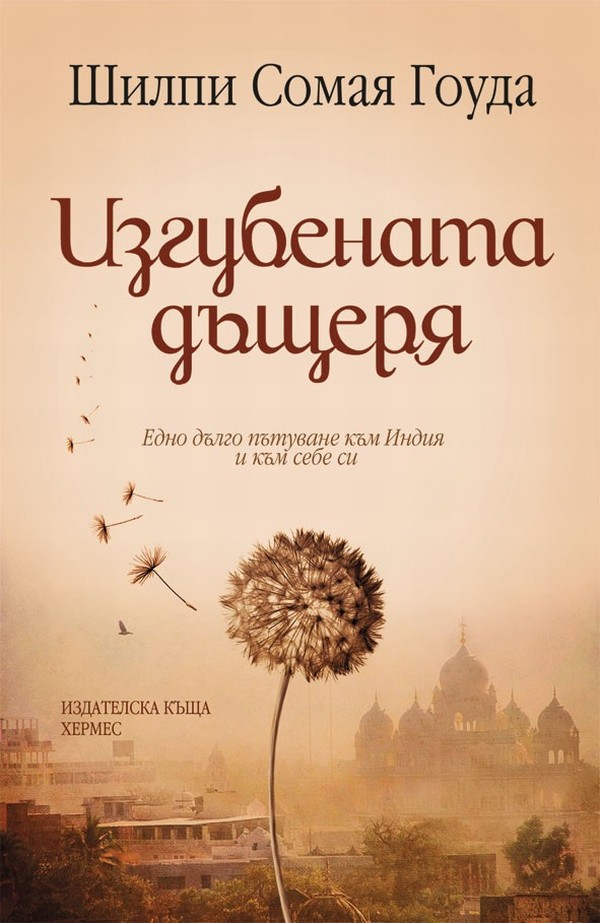 Шилпи Сомая Гоуда
Изгубената
дъщеря
Едно дълго пътуване към Индия
и към себе си
ИЗДАТЕЛСКА КЪЩА
ХЕРМЕС